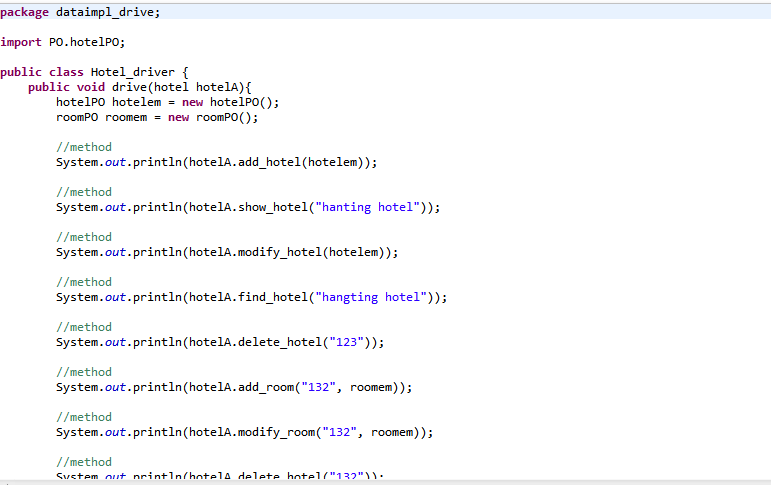 package dataimpl_drive;
import PO.hotelPO;
public class Hotel_driver {
public void drive(hotel hotelA){
hotelPO hotelem = new hotelPO();
roomPO roomem = new roomPO();
//method
System.out.println(hotelA.add_hotel(hotelem));
//method
System.out.println(hotelA.show_hotel("hanting hotel"));
//method
System.out.println(hotelA.modify_hotel(hotelem));
//method
System.out.println(hotelA.find_hotel("hangting hotel"));
//method
System.out.println(hotelA.delete_hotel("123"));
//method
System.out.println(hotelA.add_room("132", roomem));
//method
System.out.println(hotelA.modify_room("132", roomem));
//method
System.out.println(hotelA.delete_hotel("132"));